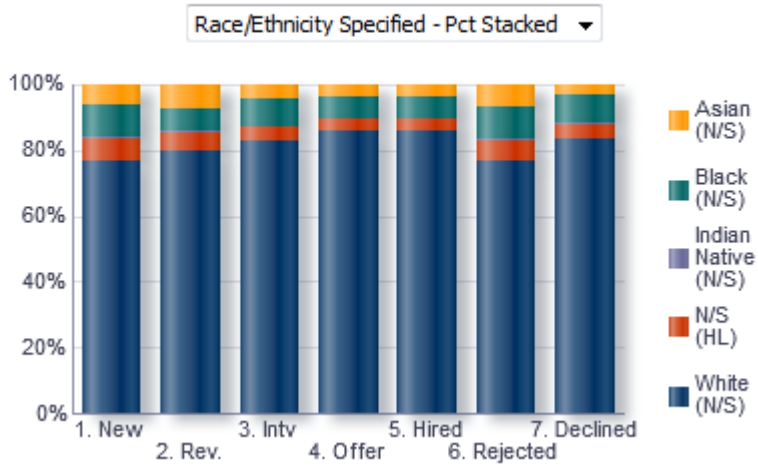 Race/Ethnicity Specified - Pct Stacked
100%
80%
60%
40%
20%
0%
1. New
2. Rev.
3. Intv
4. Offer
5. Hired
6. Rejected
7. Declined
Asian
(N/S)
Black
(N/S)
Indian
Native
(N/S)
N/S
(HL)
White
(N/S)